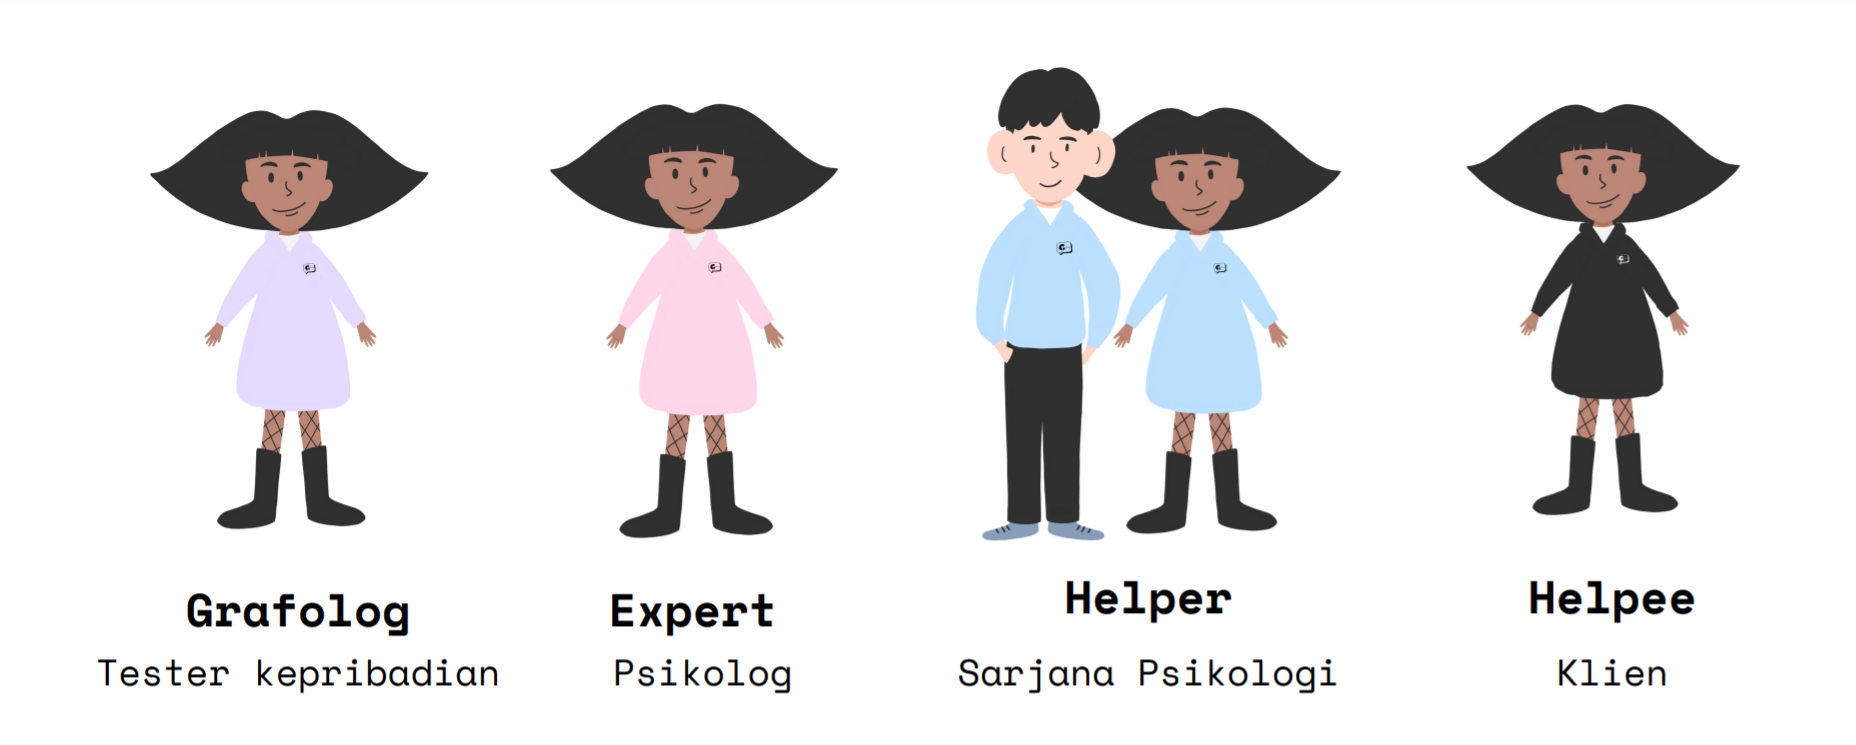 Grafolog
Tester kepribadian
Expert
Psikolog
Helper
Sarjana Psikologi
Helpee
Klien